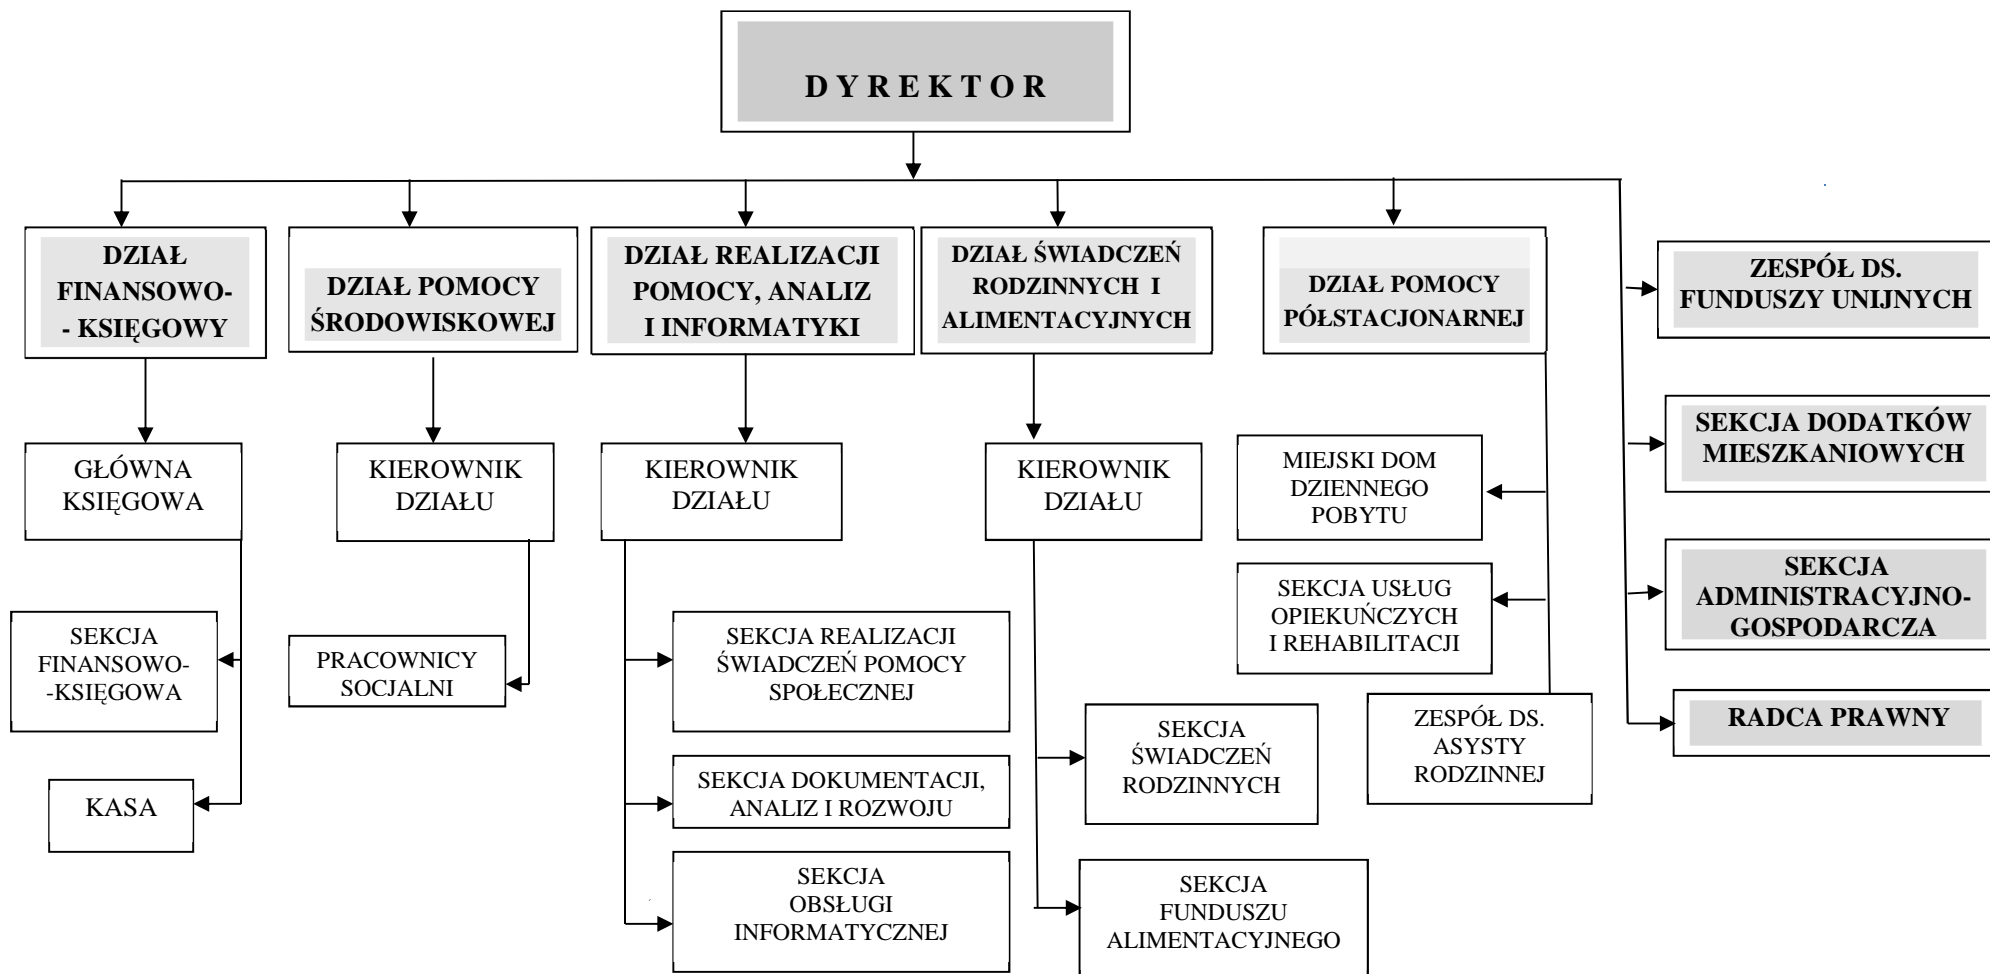 D Y R E K T O R
DZIAŁ
FINANSOWO-
- KSIĘGOWY
DZIAŁ POMOCY
ŚRODOWISKOWEJ
DZIAŁ REALIZACJI
POMOCY, ANALIZ
I INFORMATYKI
DZIAŁ ŚWIADCZEŃ
RODZINNYCH I
ALIMENTACYJNYCH
DZIAŁ POMOCY
PÓŁSTACJONARNEJ
ZESPÓŁ DS.
FUNDUSZY UNIJNYCH
SEKCJA DODATKÓW
MIESZKANIOWYCH
SEKCJA
ADMINISTRACYJNO-
GOSPODARCZA
RADCA PRAWNY
GŁÓWNA
KSIĘGOWA
KIEROWNIK
DZIAŁU
KIEROWNIK
DZIAŁU
KIEROWNIK
DZIAŁU
MIEJSKI DOM
DZIENNEGO
POBYTU
SEKCJA USŁUG
OPIEKUŃCZYCH
I REHABILITACJI
ZESPÓŁ DS.
ASYSTY
RODZINNEJ
SEKCJA
FINANSOWO-
-KSIĘGOWA
KASA
PRACOWNICY
SOCJALNI
SEKCJA REALIZACJI
ŚWIADCZEŃ POMOCY
SPOŁECZNEJ
SEKCJA DOKUMENTACJI,
ANALIZ I ROZWOJU
SEKCJA
OBSŁUGI
INFORMATYCZNEJ
SEKCJA
ŚWIADCZEŃ
RODZINNYCH
SEKCJA
FUNDUSZU
ALIMENTACYJNEGO